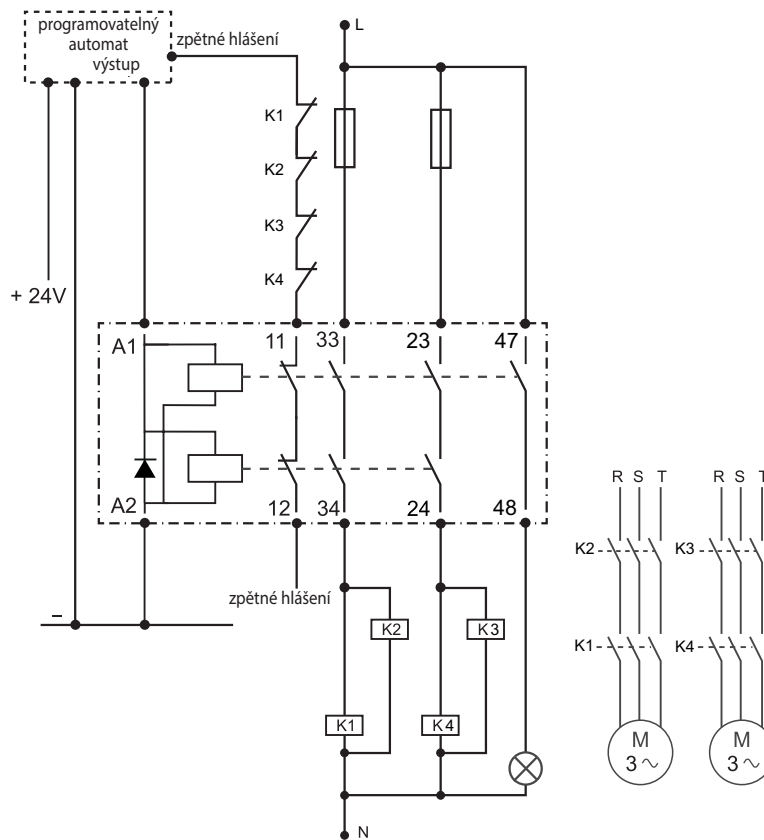 programovatelný
automat
výstup
zpětné hlášení
L
K1
K2
K3
K4
+ 24V
A1
11
33
23
47
A2
12
34
24
48
zpětné hlášení
–
K2
K3
K1
K4
N
R S T
R S T
K2
K3
K1
K4
M
3 ~
M
3 ~